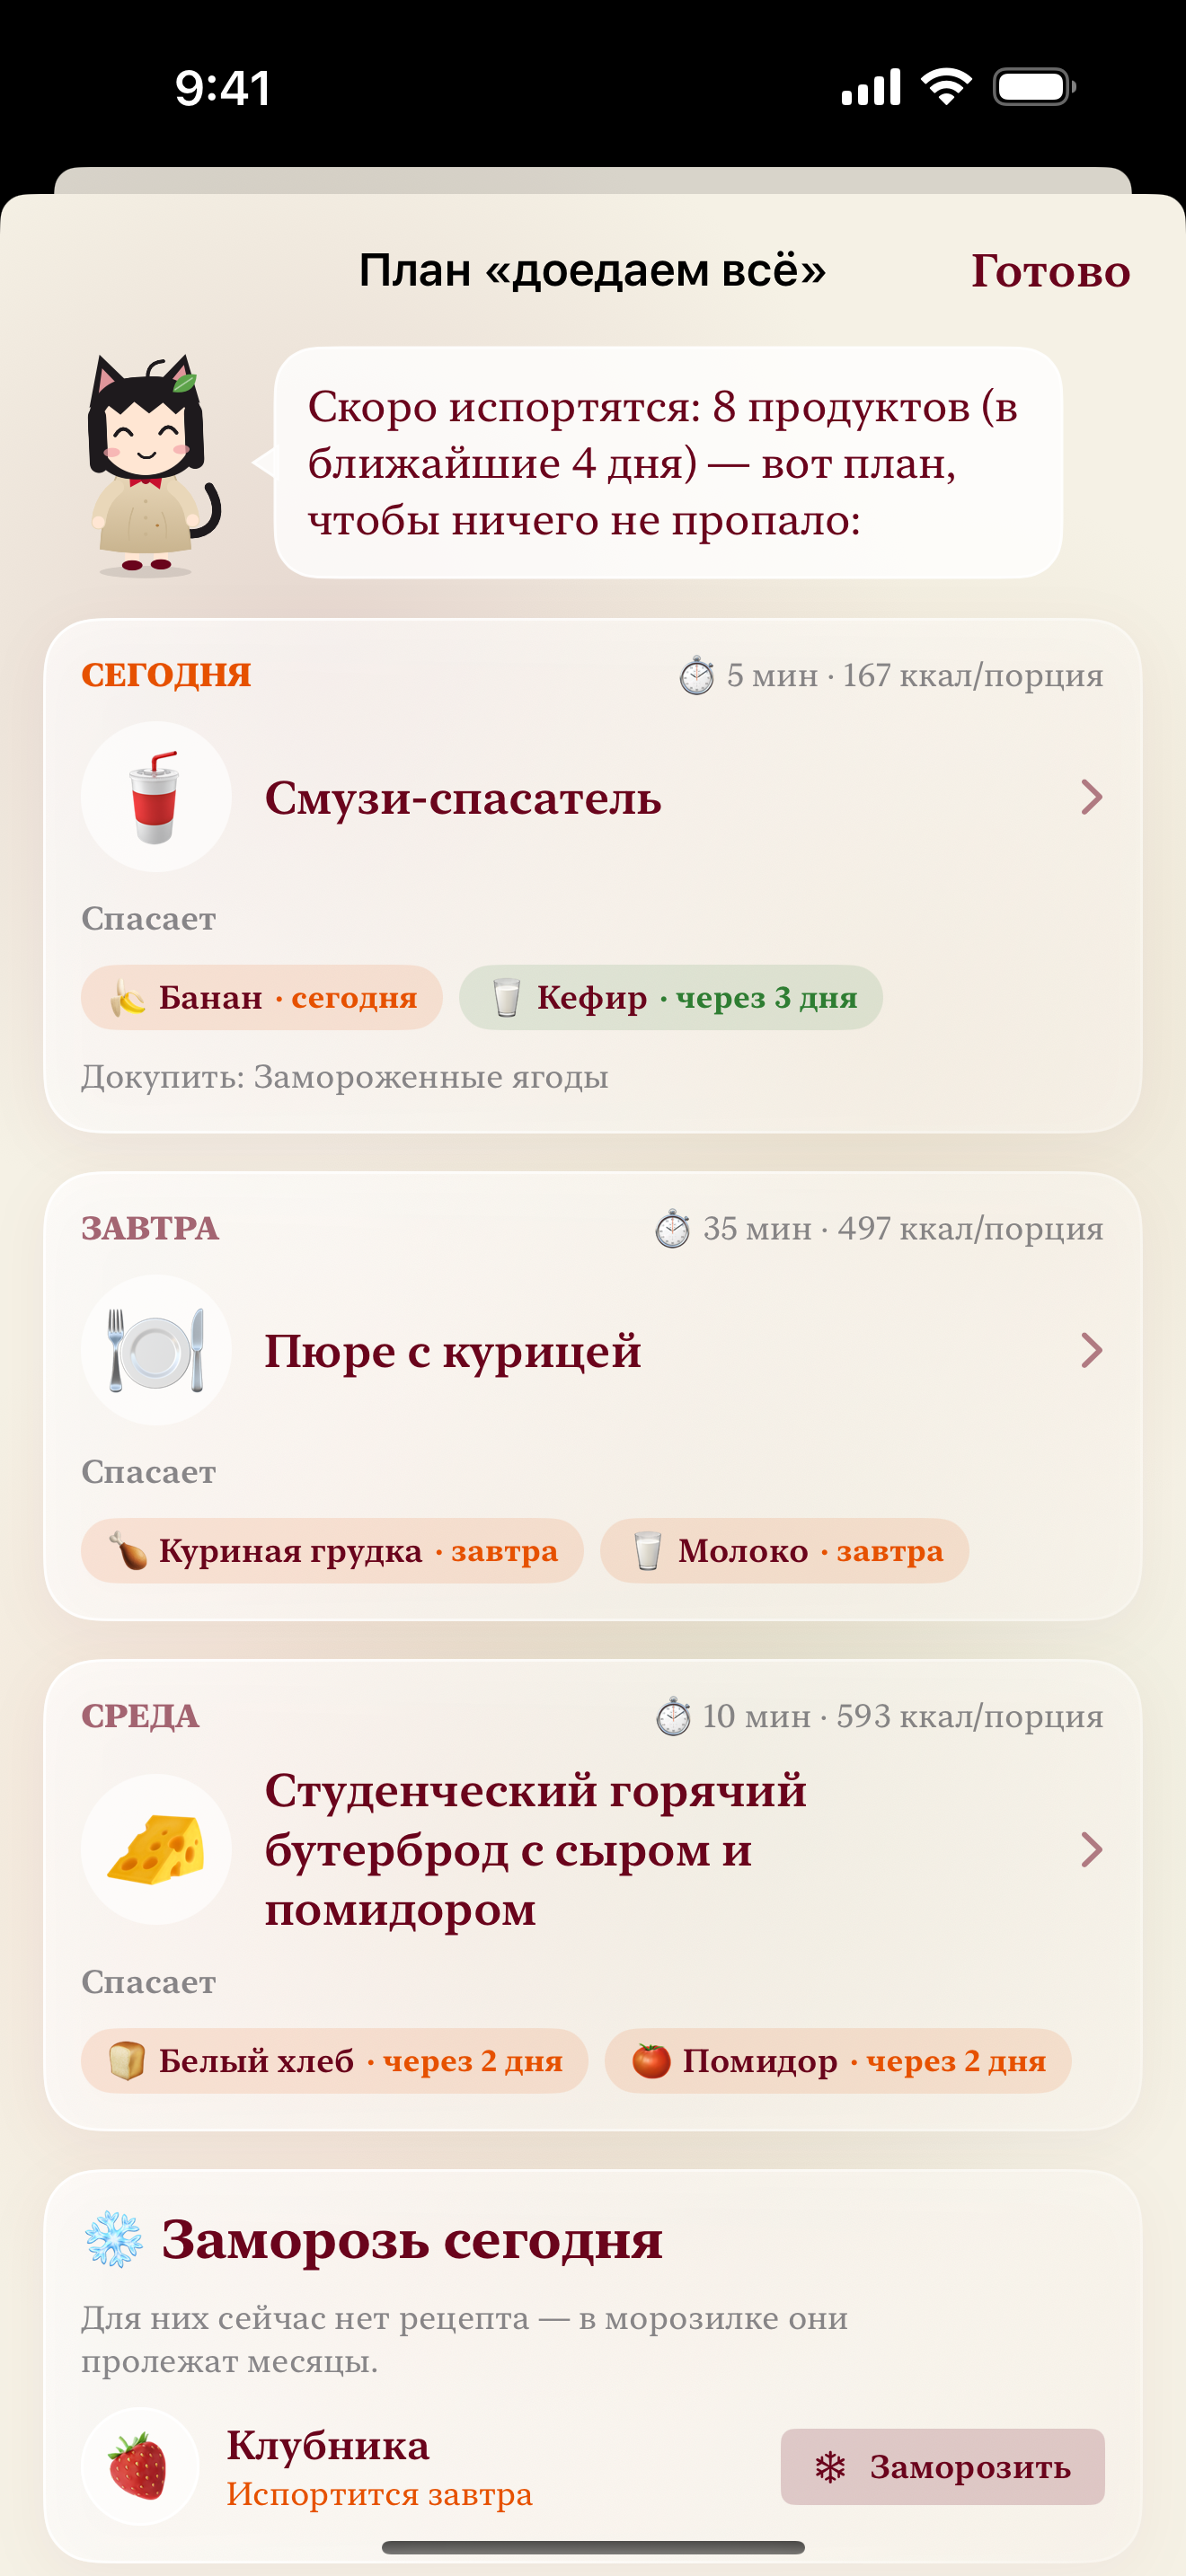 9:41
План «доедаем всё»
Готово
Скоро испортятся: 8 продуктов (в
ближайшие 4 дня) — вот план,
чтобы ничего не пропало:
СЕГОДНЯ
5 мин · 167 ккал/порция
Смузи-спасатель
Спасает
Банан · сегодня
Кефир · через 3 дня
Докупить: Замороженные ягоды
ЗАВТРА
35 мин · 497 ккал/порция
Пюре с курицей
Спасает
Куриная грудка · завтра
Молоко · завтра
СРЕДА
10 мин · 593 ккал/порция
Студенческий горячий
бутерброд с сыром и
помидором
Спасает
Белый хлеб · через 2 дня
Помидор · через 2 дня
Заморозь сегодня
Для них сейчас нет рецепта — в морозилке они
пролежат месяцы.
Клубника
Испортится завтра
Заморозить